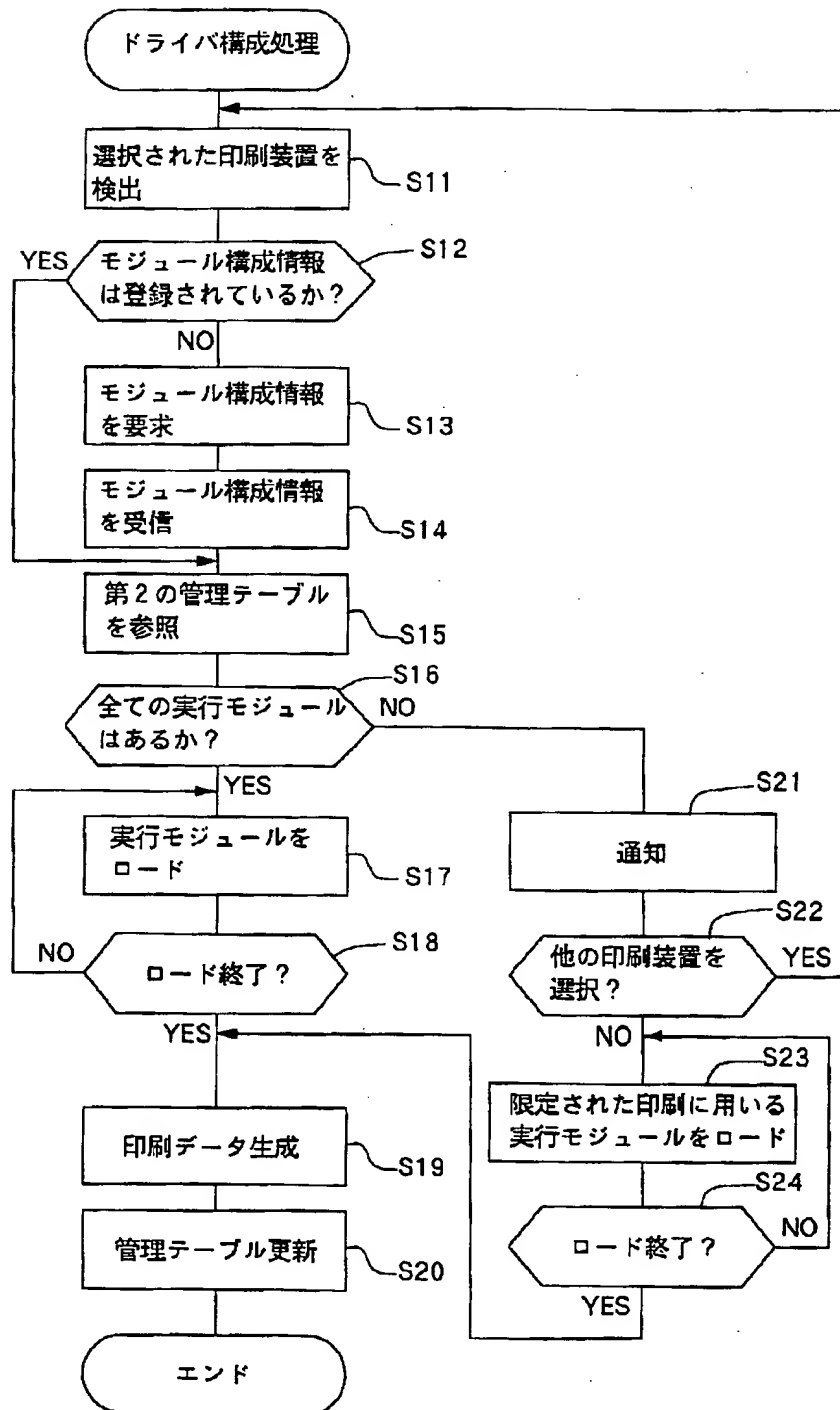 ドライバ構成処理
選択された印刷装置を
検出
S11
モジュール構成情報
は登録されているか?
S12
YES
NO
モジュール構成情報
を要求
S13
モジュール構成情報
を受信
S14
第2の管理テーブル
を参照
S15
全ての実行モジュール
はあるか?
S16
NO
YES
実行モジュールを
ロード
S17
ロード終了?
S18
NO
YES
印刷データ生成
S19
管理テーブル更新
S20
エンド
通知
S21
他の印刷装置を
選択?
S22
YES
NO
限定された印刷に用いる
実行モジュールをロード
S23
ロード終了?
S24
NO
YES